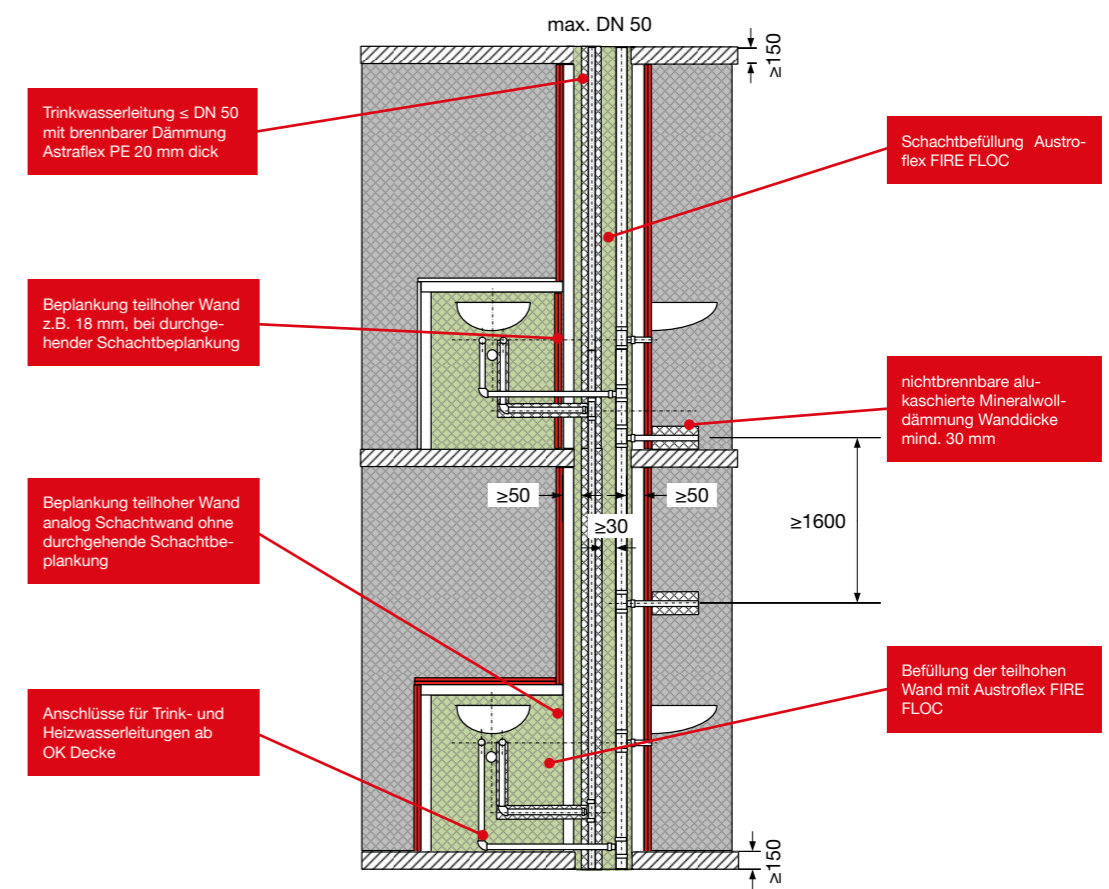 max. DN 50
≥150
Trinkwasserleitung ≤ DN 50
mit brennbarer Dämmung
Astraflex PE 20 mm dick
Schachtbefüllung Austro-
flex FIRE FLOC
Beplankung teilhoher Wand
z.B. 18 mm, bei durchge-
hender Schachtbeplankung
nichtbrennbare alu-
kaschierte Mineralwoll-
dämmung Wanddicke
mind. 30 mm
Beplankung teilhoher Wand
analog Schachtwand ohne
durchgehende Schachtbe-
plankung
≥50
≥50
≥30
≥1600
Anschlüsse für Trink- und
Heizwasserleitungen ab
OK Decke
Befüllung der teilhohen
Wand mit Austroflex FIRE
FLOC
≥150